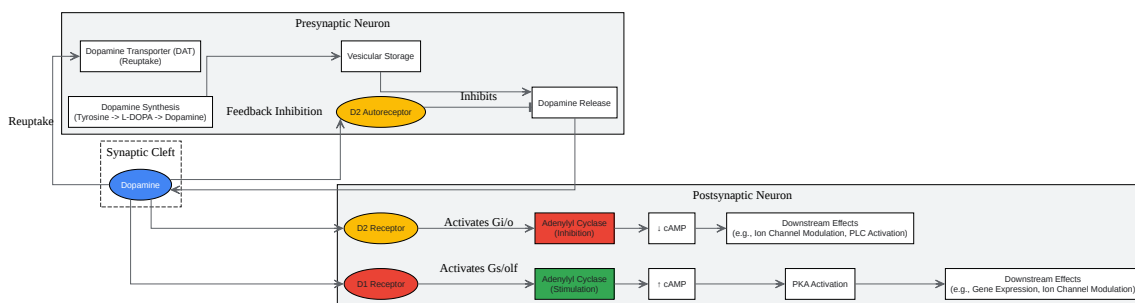 Presynaptic Neuron
Dopamine Transporter (DAT)
(Reuptake)
Vesicular Storage
Dopamine Synthesis
(Tyrosine -> L-DOPA -> Dopamine)
Feedback Inhibition
D2 Autoreceptor
Inhibits
Dopamine Release
Reuptake
Synaptic Cleft
Dopamine
Postsynaptic Neuron
D2 Receptor
Activates Gi/o
Adenylyl Cyclase
(Inhibition)
↓ cAMP
Downstream Effects
(e.g., Ion Channel Modulation, PLC Activation)
D1 Receptor
Activates Gs/olf
Adenylyl Cyclase
(Stimulation)
↑ cAMP
PKA Activation
Downstream Effects
(e.g., Gene Expression, Ion Channel Modulation)